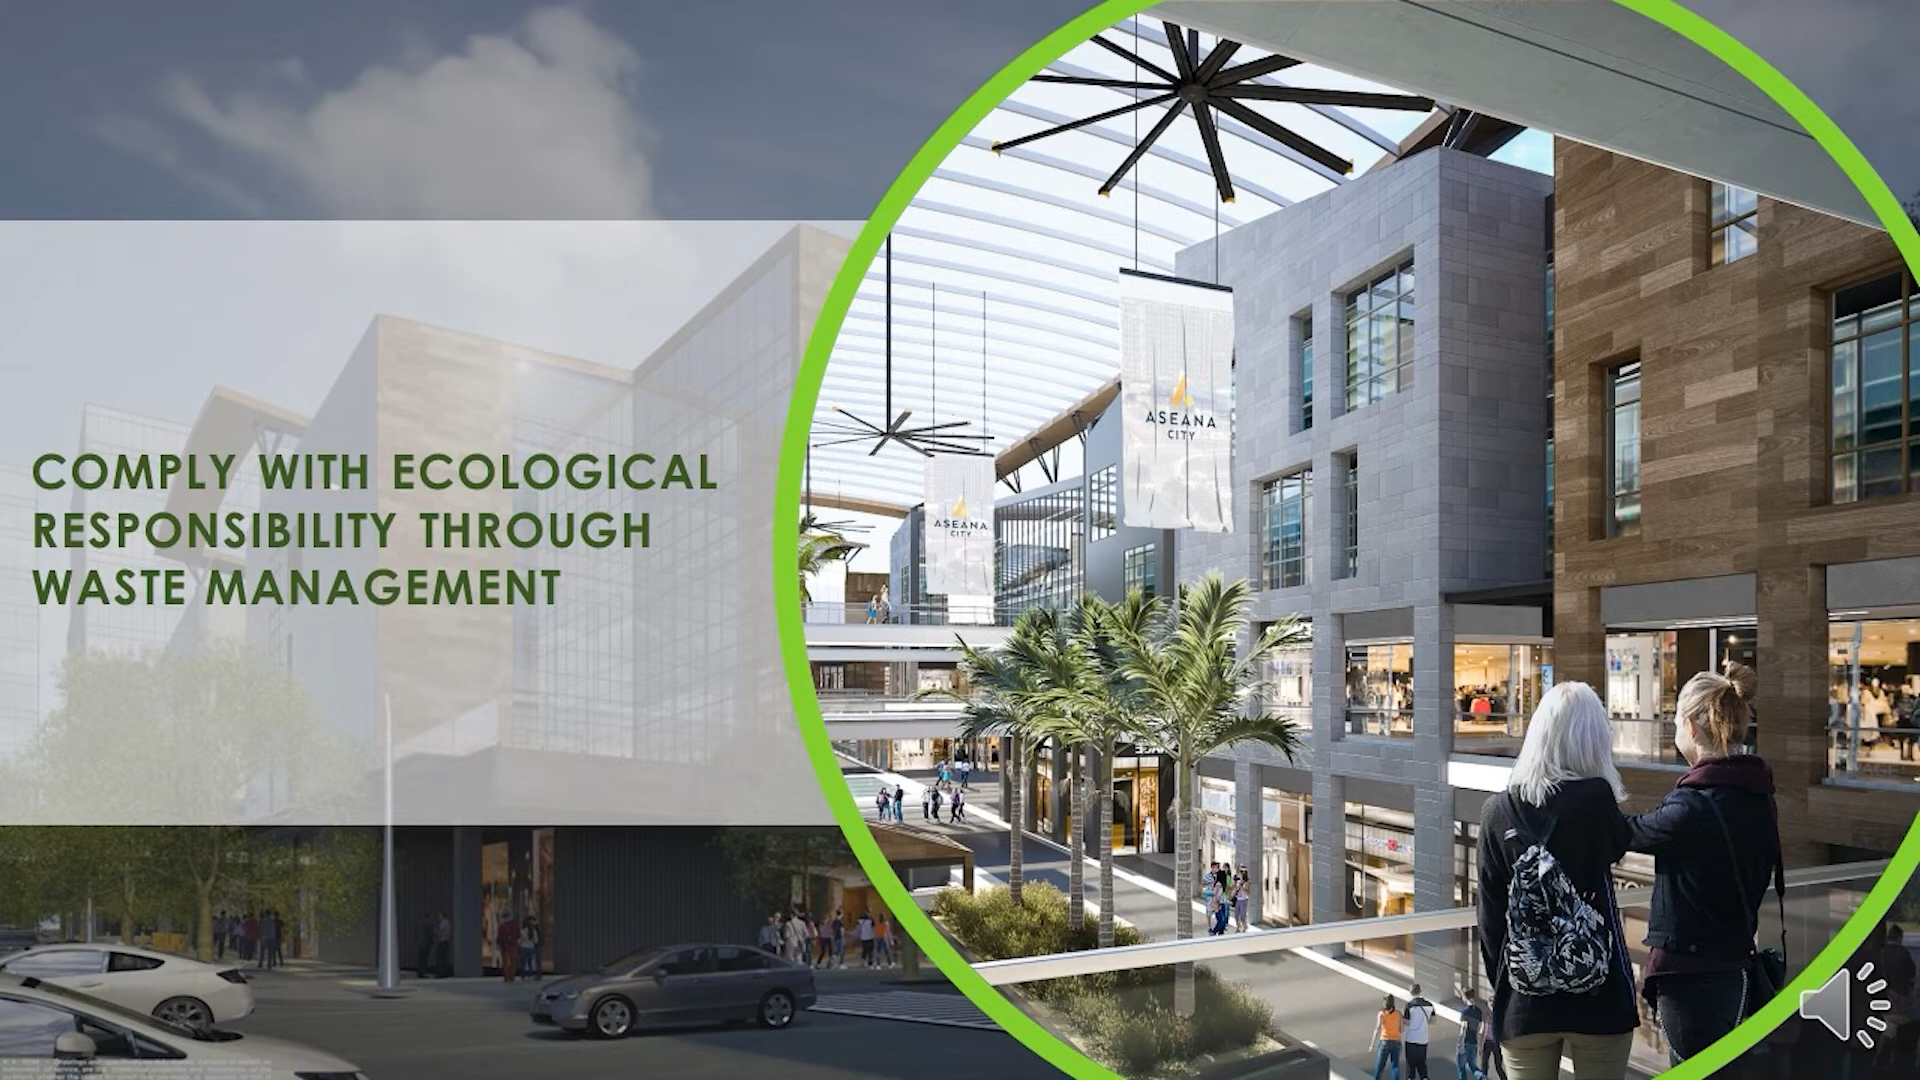 COMPLY WITH ECOLOGICAL
RESPONSIBILITY THROUGH
WASTE MANAGEMENT
ASEANA
CITY
ASEANA
CITY